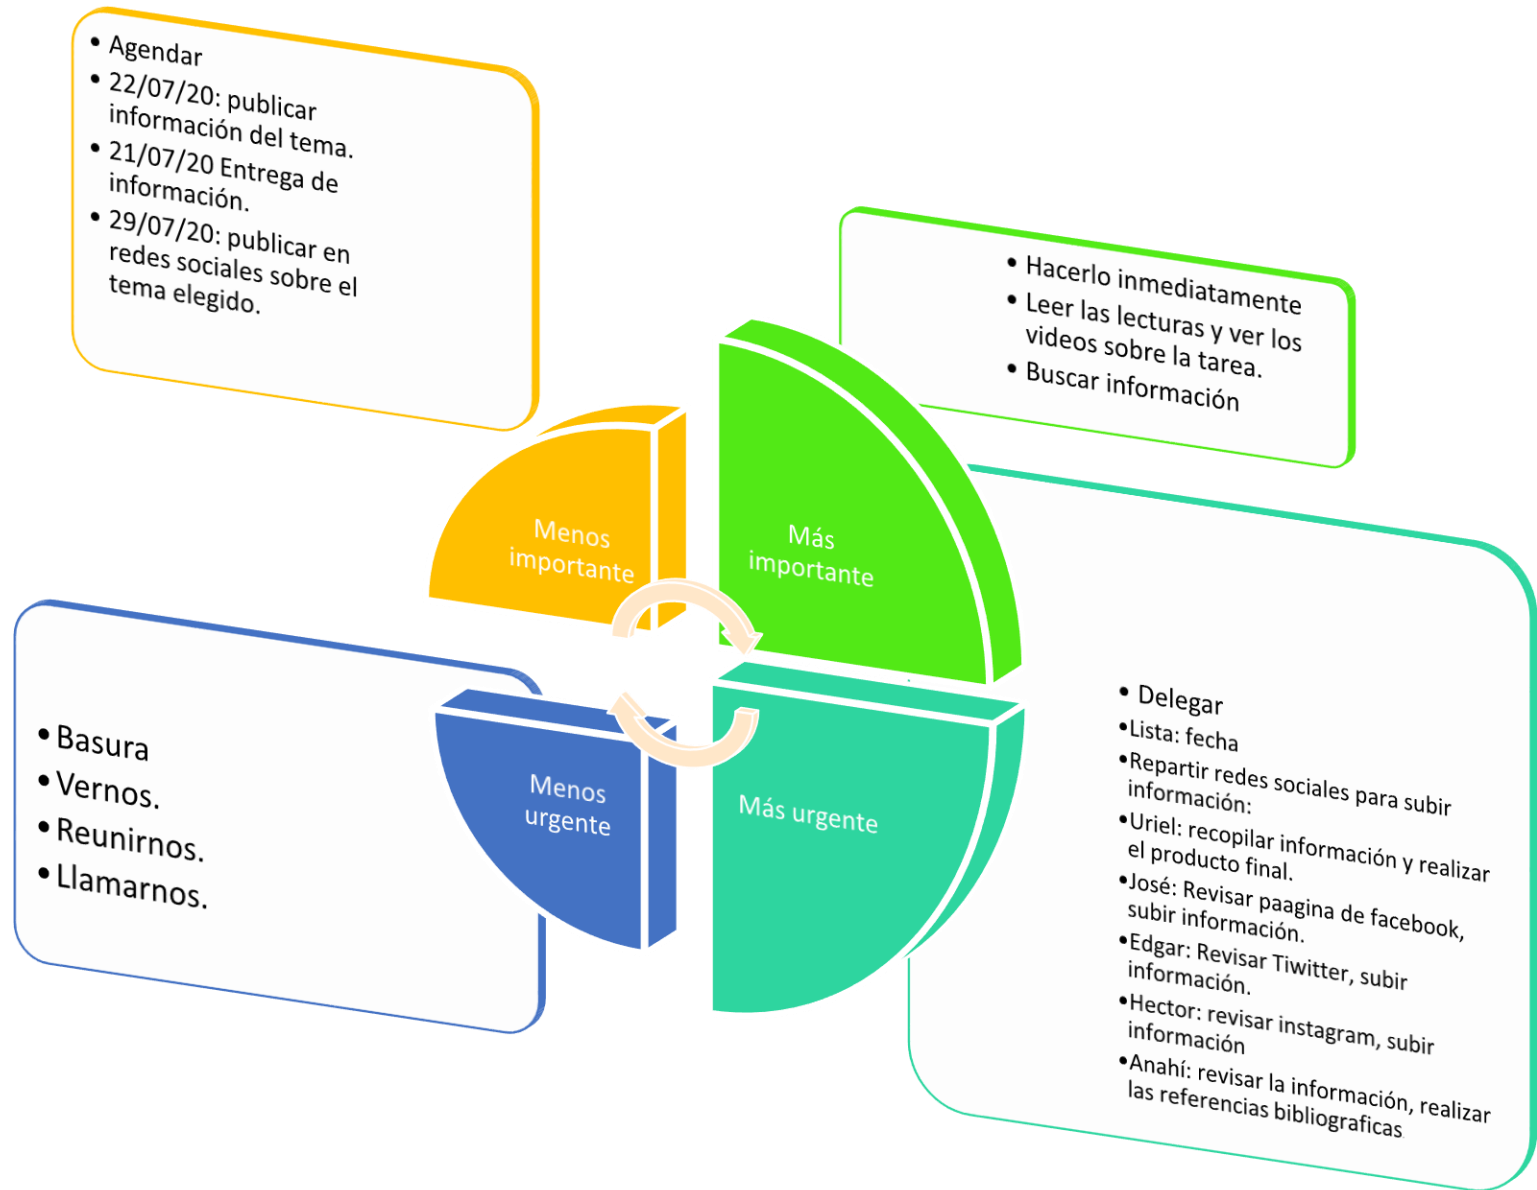 • Agendar
• 22/07/20: publicar
información del tema.
• 21/07/20 Entrega de
información.
• 29/07/20: publicar en
redes sociales sobre el
tema elegido.
• Hacerlo inmediatamente
• Leer las lecturas y ver los
videos sobre la tarea.
• Buscar información
Menos
importante
Más
importante
Menos
urgente
Más urgente
• Basura
• Vernos.
• Reunirnos.
• Llamarnos.
• Delegar
•Lista: fecha
•Repartir redes sociales para subir
información:
•Uriel: recopilar información y realizar
el producto final.
•José: Revisar paagina de facebook,
subir información.
•Edgar: Revisar Tiwitter, subir
información.
•Hector: revisar instagram, subir
información
•Anahí: revisar la información, realizar
las referencias bibliograficas.